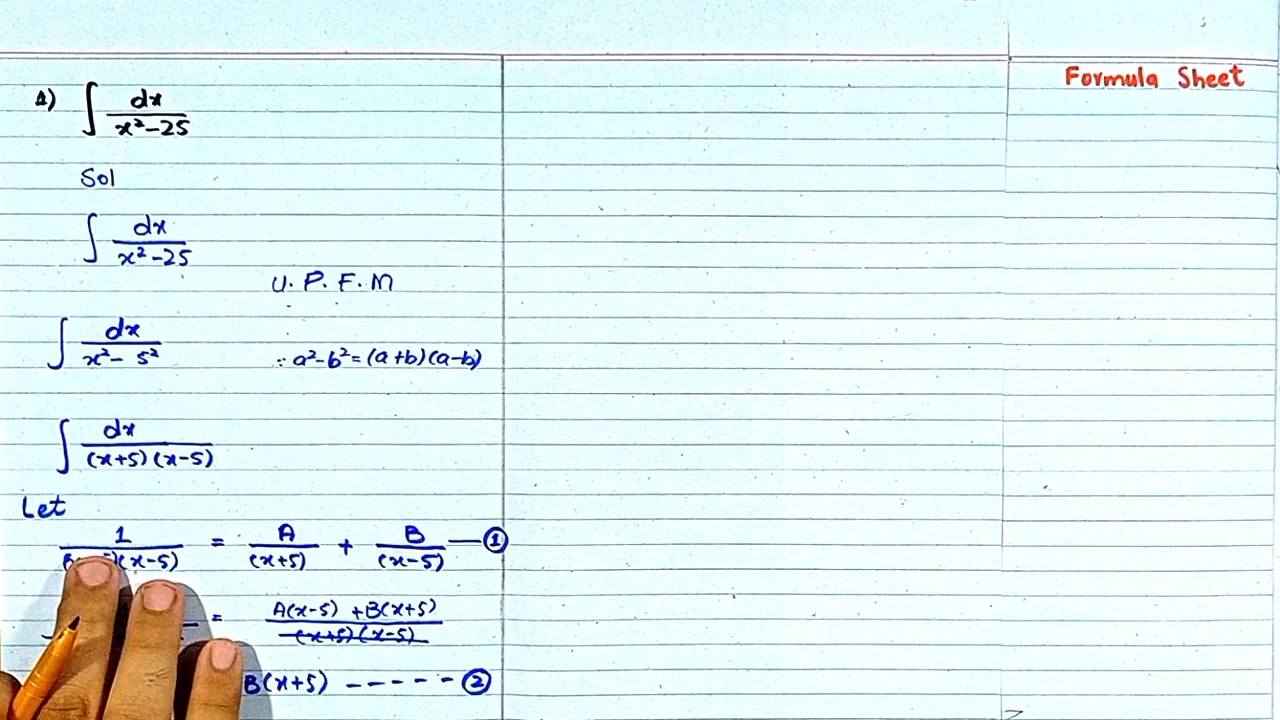 1) ∫ dx / x²-25
Sol
∫ dx / x²-25
U. P. F. M
∫ dx / x²- 5²
∵ a²-b²=(a+b)(a-b)
∫ dx / (x+5)(x-5)
Let
1 / (x-5) = A / (x+5) + B / (x-5) —①
= A(x-5) +B(x+5) / (x+5)(x-5)
B(x+5) ------ ②
Formula Sheet